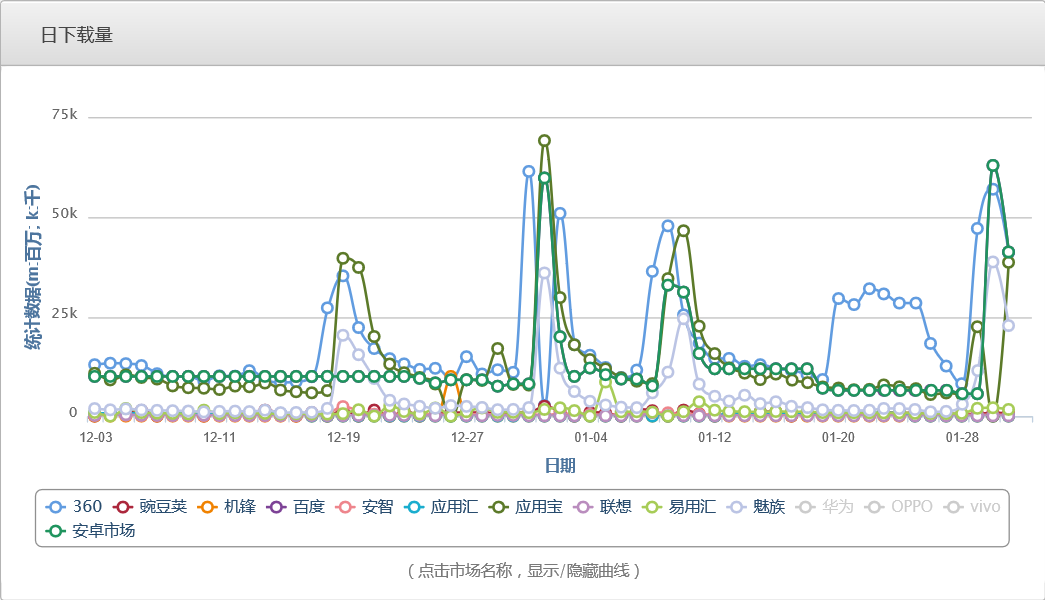 日下载量
统计数据(m:百万; k:千)
75k
50k
25k
0
12-03 12-11 12-19 12-27 01-04 01-12 01-20 01-28
日期
360 豌豆荚 机锋 百度 安智 应用汇 应用宝 联想 易用汇 魅族 华为 OPPO vivo
安卓市场
( 点击市场名称，显示/隐藏曲线 )